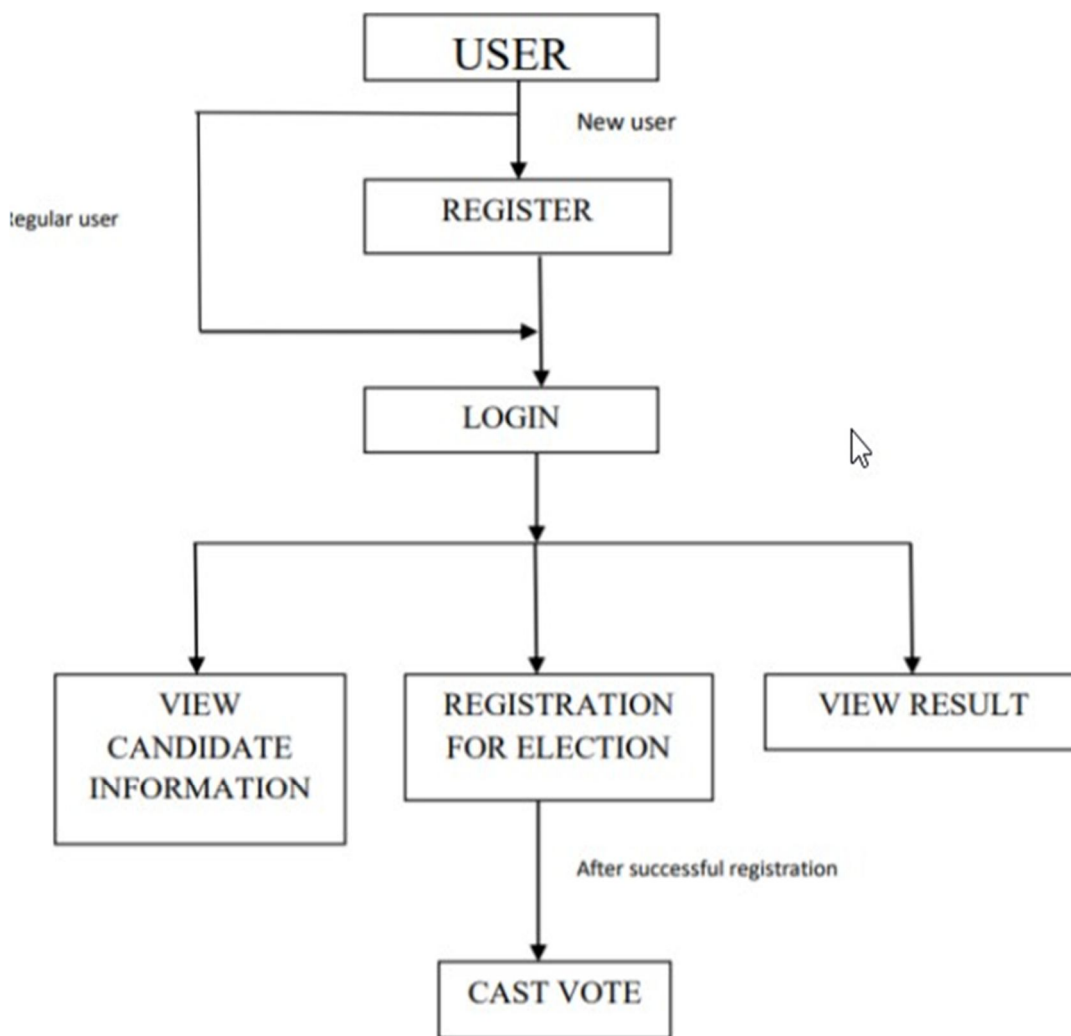 USER
New user
REGISTER
Regular user
LOGIN
VIEW
CANDIDATE
INFORMATION
REGISTRATION
FOR ELECTION
VIEW RESULT
After successful registration
CAST VOTE